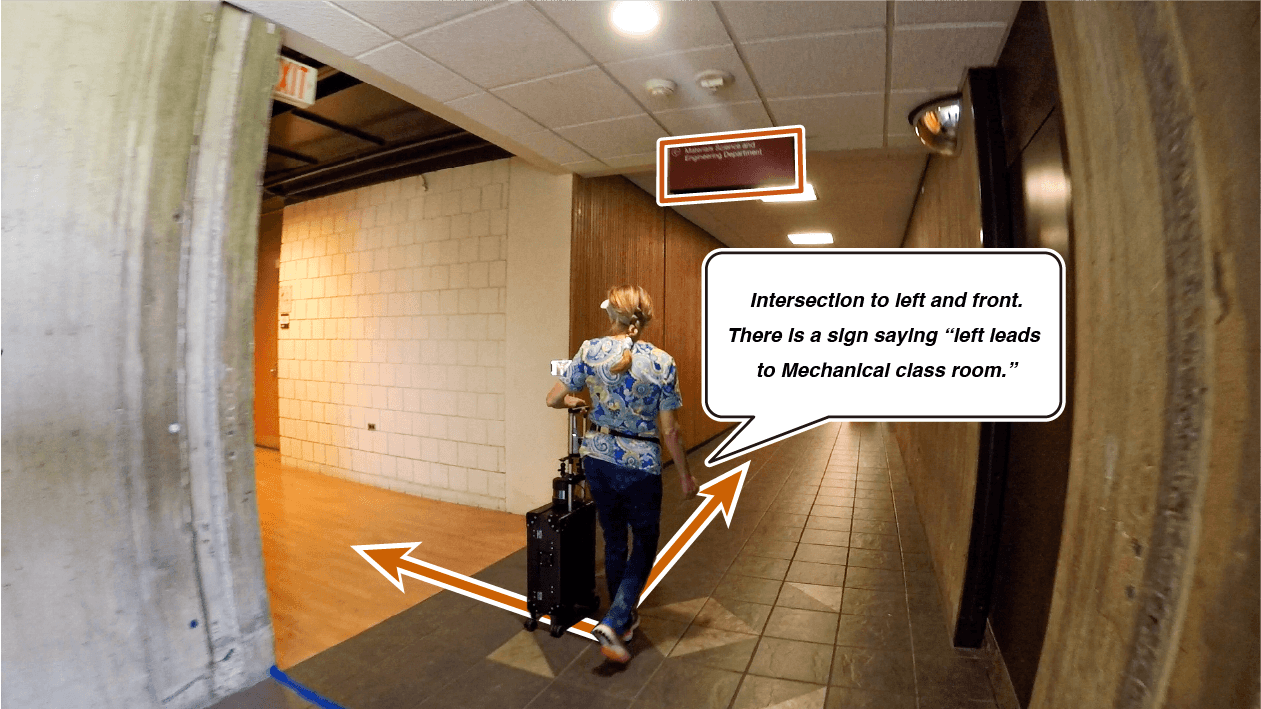 EXIT
Materials Science and
Engineering Department
Intersection to left and front.
There is a sign saying “left leads
to Mechanical class room.”